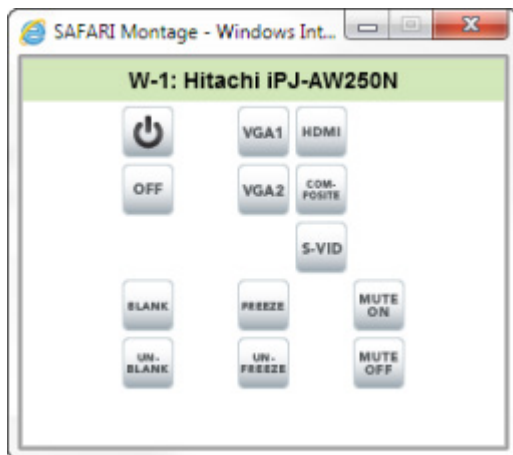 SAFARI Montage - Windows Int...
W-1: Hitachi iPJ-AW250N
VGA1 HDMI
OFF VGA2 COM-
POSITE
S-VID
BLANK FREEZE MUTE
ON
UN-
BLANK UN-
FREEZE MUTE
OFF